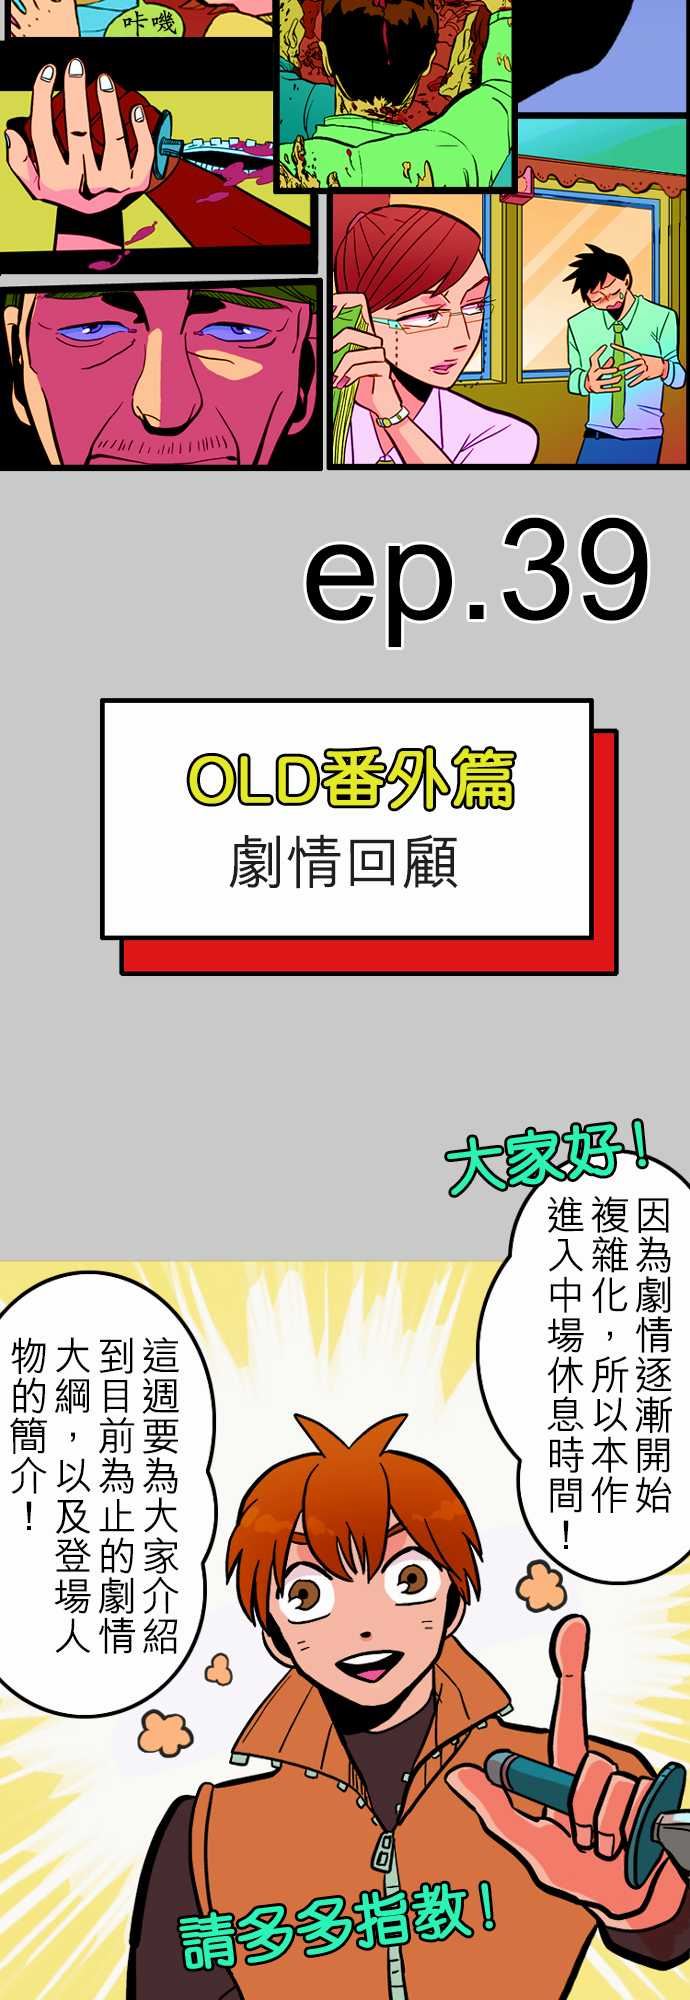 咔嘰
ep.39
OLD番外篇
劇情回顧
大家好!
因為劇情逐漸開始
複雜化，所以本作
進入中場休息時間！
這週要為大家介紹
到目前為止的劇情
大綱，以及登場人
物的簡介！
請多多指教!